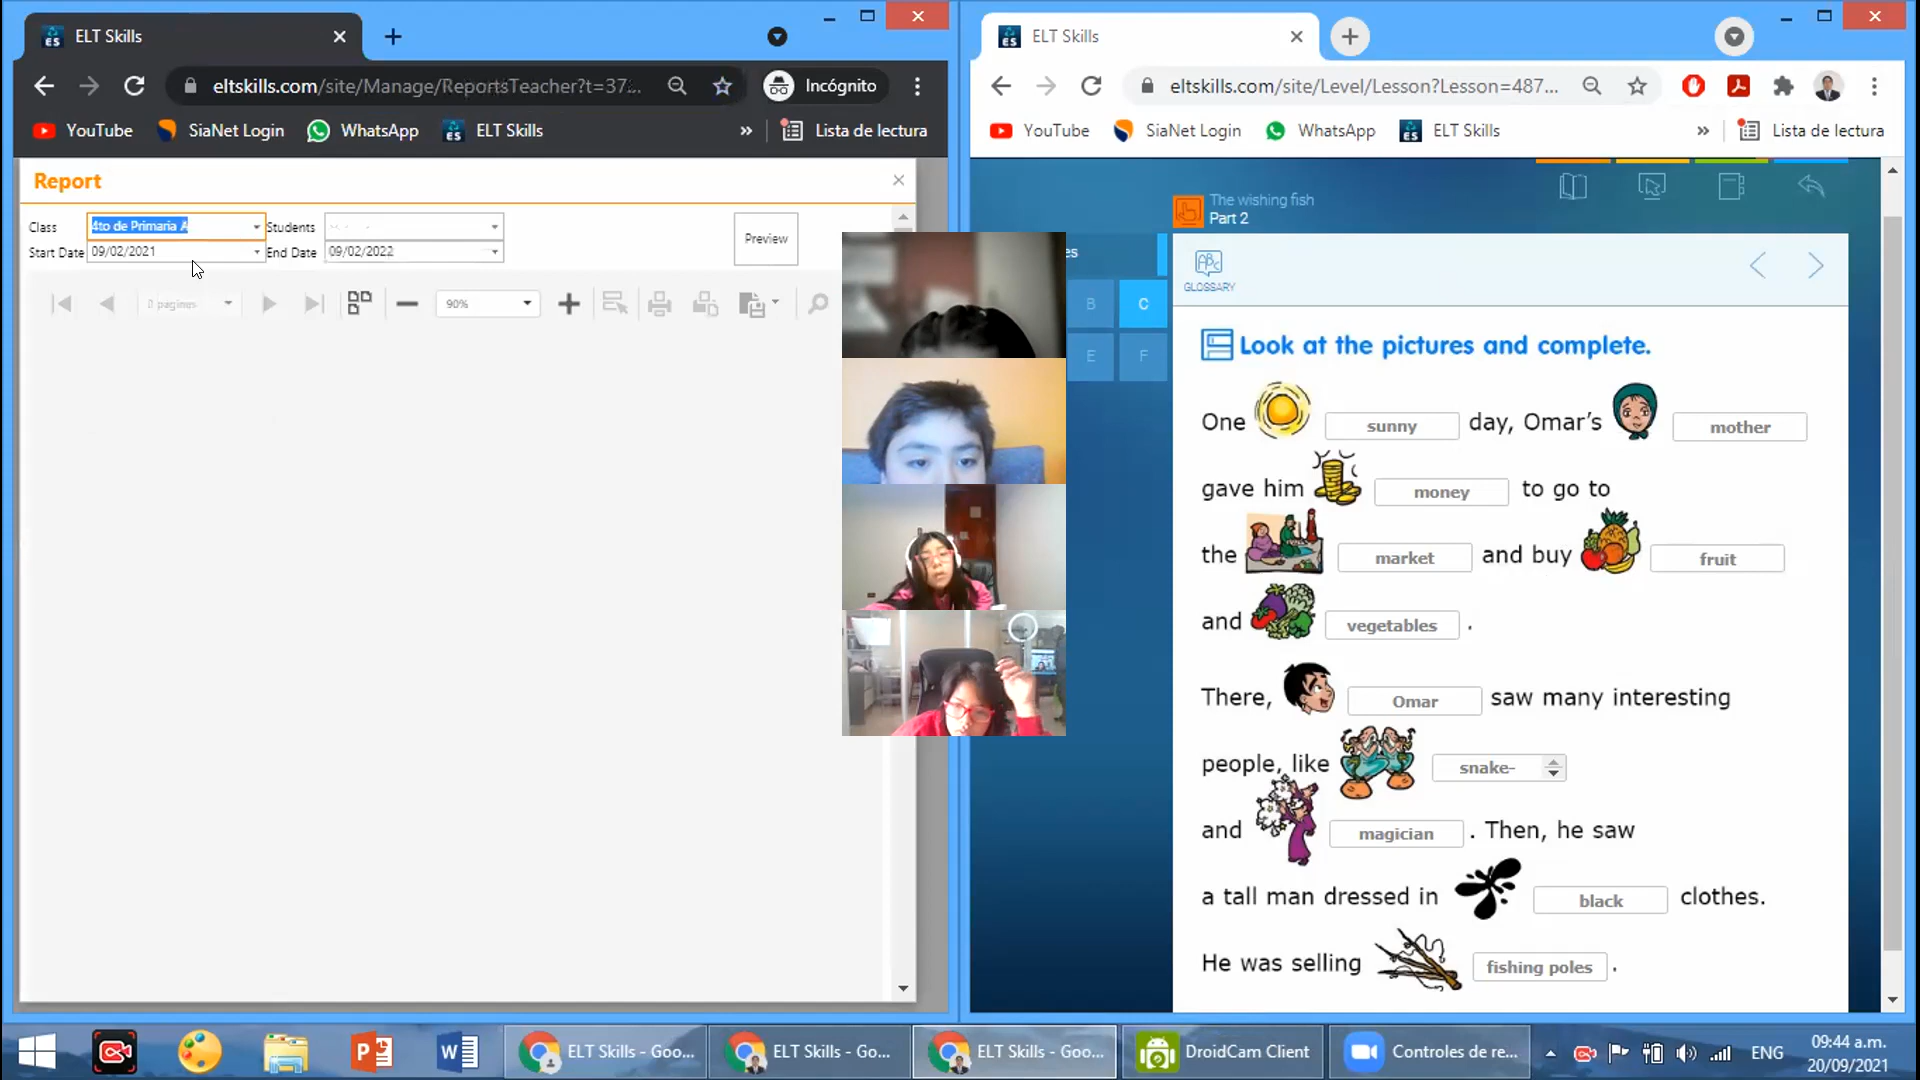 ELT Skills
eltskills.com/site/Manage/ReportsTeacher?t=37...
Incógnito
YouTube
SiaNet Login
WhatsApp
ELT Skills
»
Lista de lectura
Report
Class
4to de Primaria A
Students
Start Date
09/02/2021
End Date
09/02/2022
Preview
0 paginas
90%
ELT Skills
eltskills.com/site/Level/Lesson?Lesson=487...
YouTube
SiaNet Login
WhatsApp
ELT Skills
»
Lista de lectura
The wishing fish
Part 2
es
B
C
E
F
GLOSSARY
Look at the pictures and complete.
One sunny day, Omar's mother
gave him money to go to
the market and buy fruit
and vegetables .
There, Omar saw many interesting
people, like snake-
and magician . Then, he saw
a tall man dressed in black clothes.
He was selling fishing poles .
ELT Skills - Goo...
ELT Skills - Go...
ELT Skills - Goo...
DroidCam Client
Controles de re...
ENG
09:44 a.m.
20/09/2021